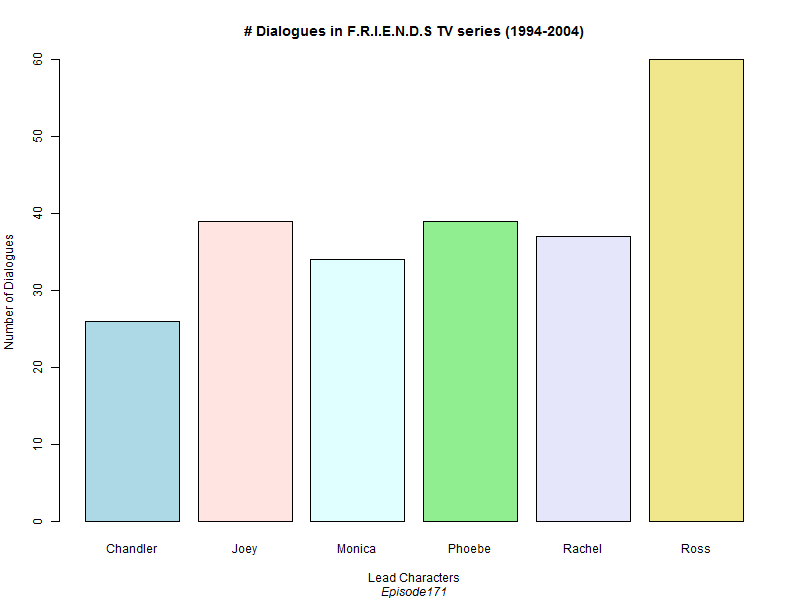 # Dialogues in F.R.I.E.N.D.S TV series (1994-2004)
Number of Dialogues
60
50
40
30
20
10
0
Chandler Joey Monica Phoebe Rachel Ross
Lead Characters
Episode171